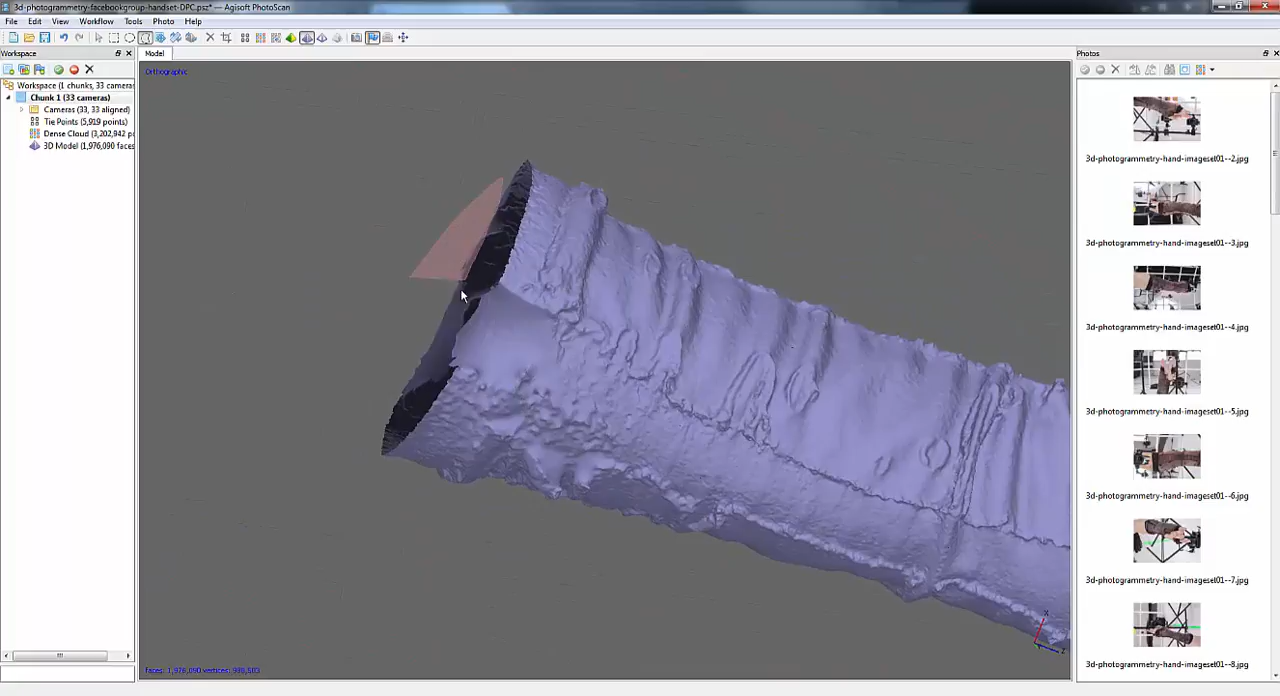 3d-photogrammetry-facebookgroup-handset-DPC.psz* — Agisoft PhotoScan
File Edit View Workflow Tools Photo Help
Workspace
Model
Photos
Workspace (1 chunks, 33 cameras
Chunk 1 (33 cameras)
Cameras (33, 33 aligned)
Tie Points (5,919 points)
Dense Cloud (3,202,942 po
3D Model (1,976,090 faces
Orthographic
X
Z
faces: 1,976,090 vertices: 988,503
3d-photogrammetry-hand-imageset01--2.jpg
3d-photogrammetry-hand-imageset01--3.jpg
3d-photogrammetry-hand-imageset01--4.jpg
3d-photogrammetry-hand-imageset01--5.jpg
3d-photogrammetry-hand-imageset01--6.jpg
3d-photogrammetry-hand-imageset01--7.jpg
3d-photogrammetry-hand-imageset01--8.jpg